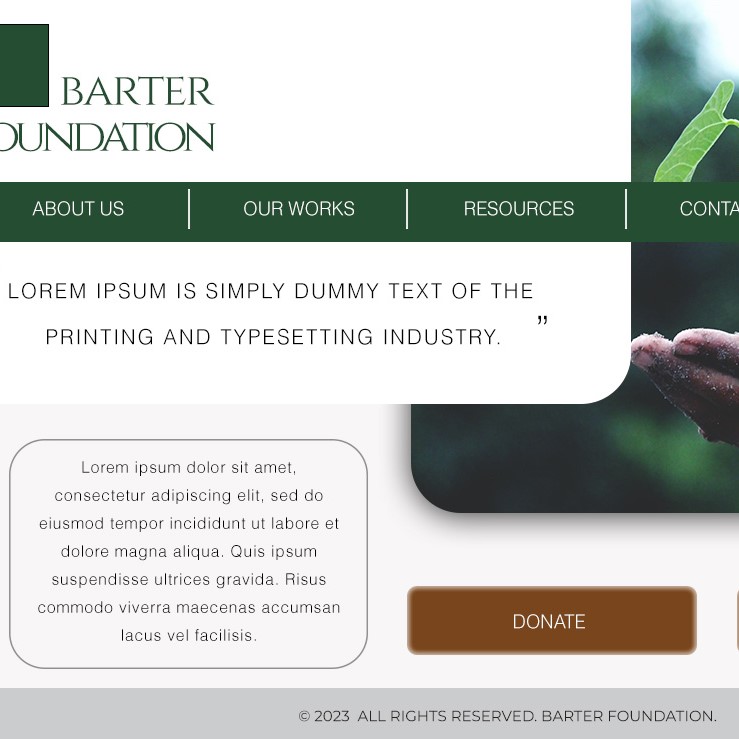 BARTER
OUNDATION
ABOUT US
OUR WORKS
RESOURCES
CONTA
LOREM IPSUM IS SIMPLY DUMMY TEXT OF THE
PRINTING AND TYPESETTING INDUSTRY. ”
Lorem ipsum dolor sit amet,
consectetur adipiscing elit, sed do
eiusmod tempor incididunt ut labore et
dolore magna aliqua. Quis ipsum
suspendisse ultrices gravida. Risus
commodo viverra maecenas accumsan
lacus vel facilisis.
DONATE
© 2023 ALL RIGHTS RESERVED. BARTER FOUNDATION.